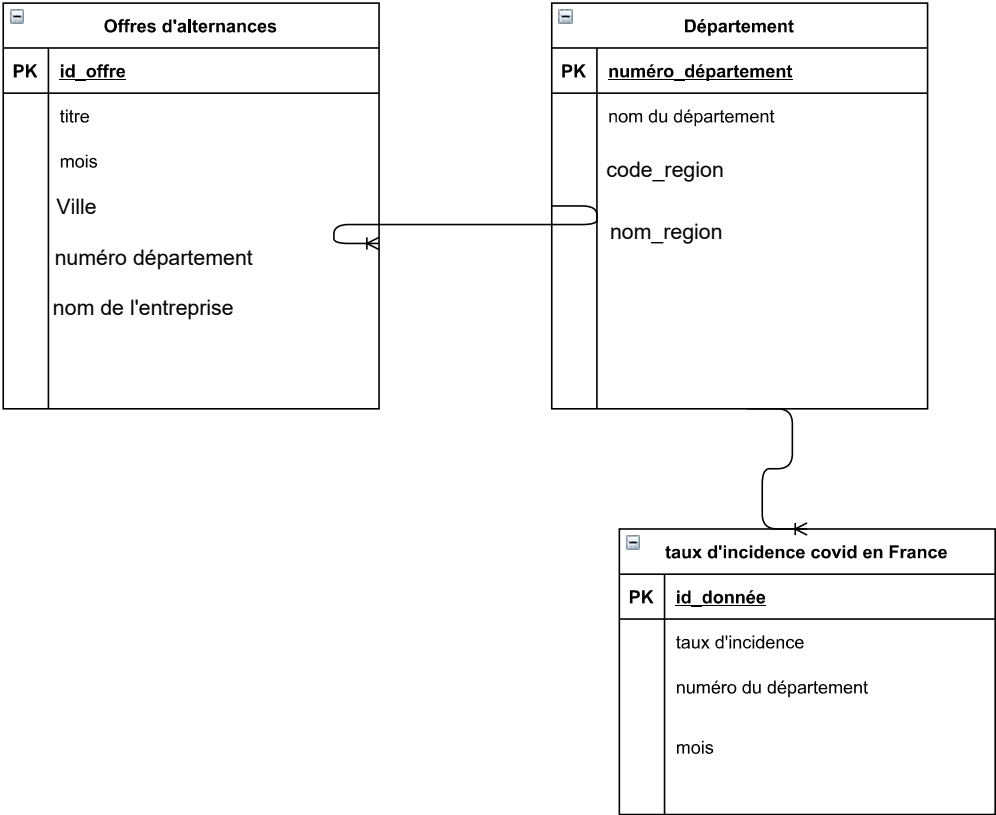 Offres d'alternances
PK id_offre
titre
mois
Ville
numéro département
nom de l'entreprise
Département
PK numéro_département
nom du département
code_region
nom_region
taux d'incidence covid en France
PK id_donnée
taux d'incidence
numéro du département
mois